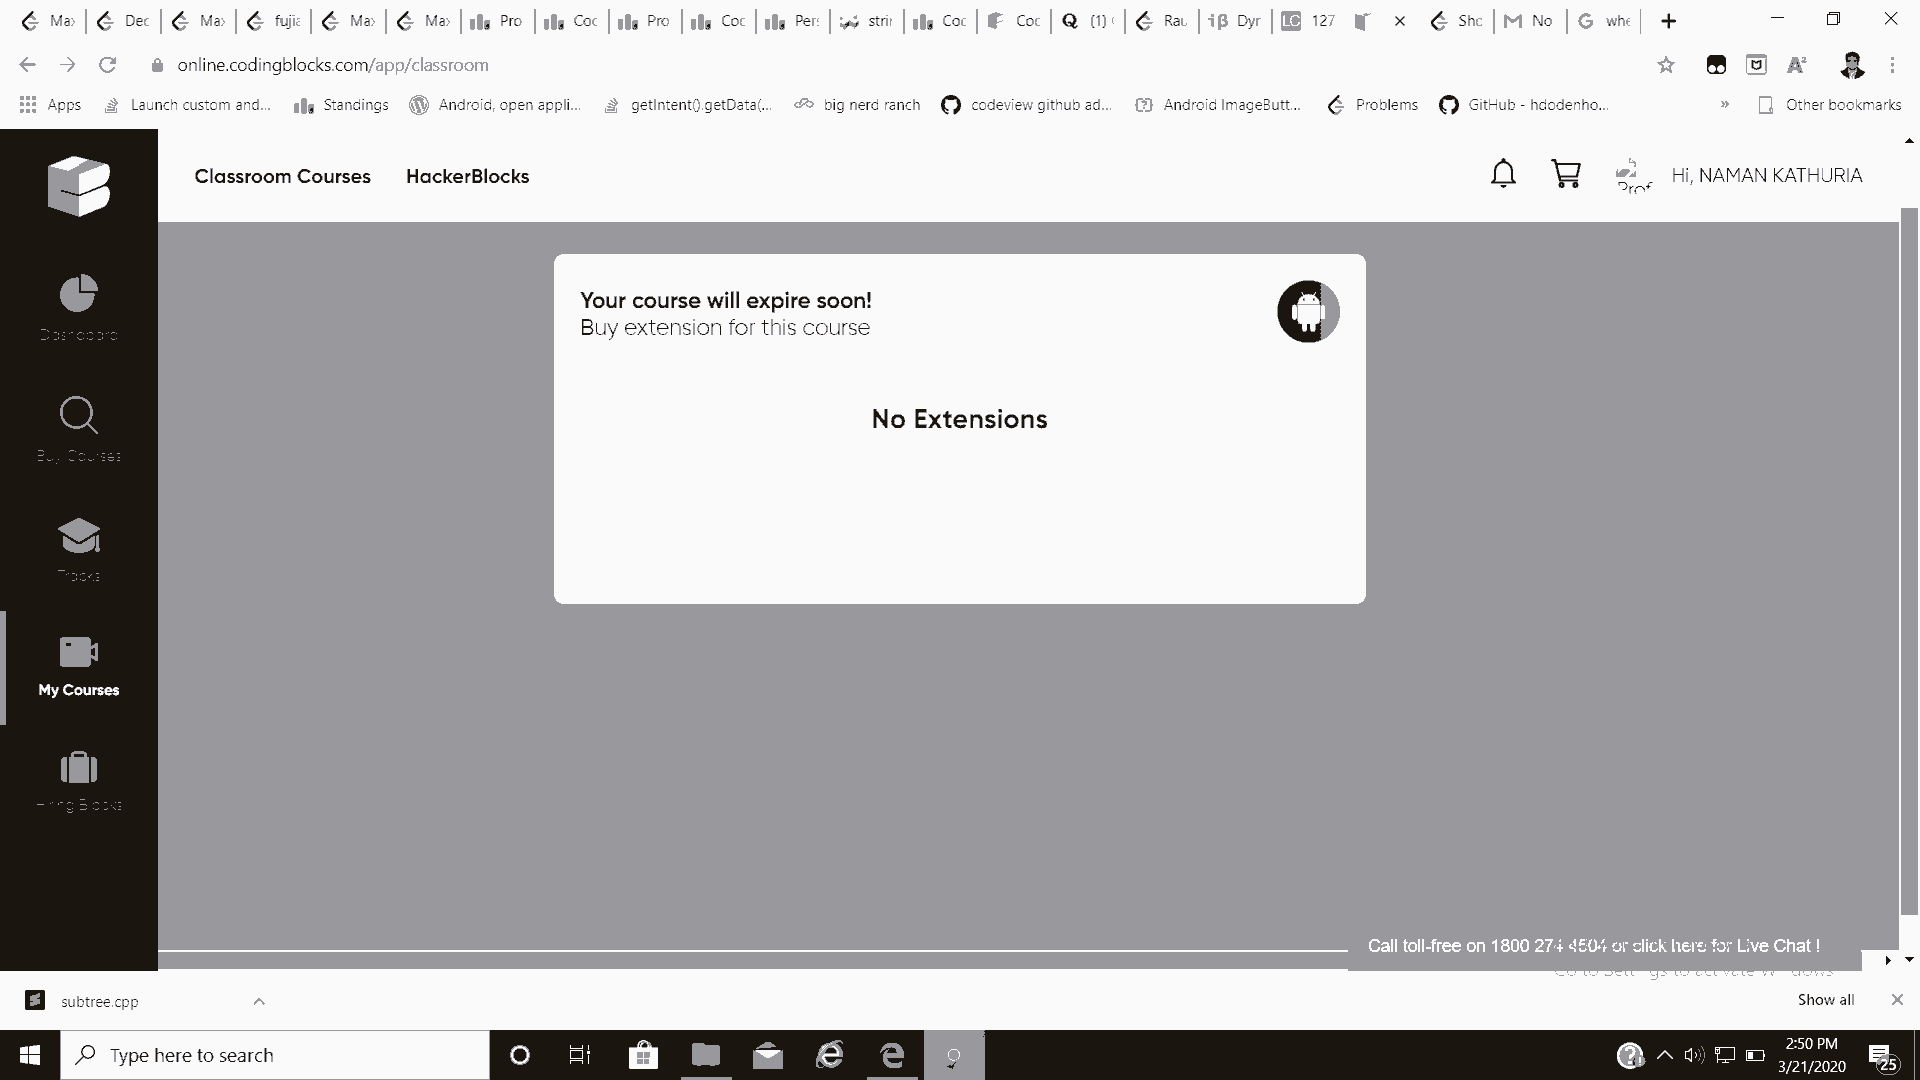 Max
Dec
Max
fujia
Max
Max
Pro
Coc
Pro
Coc
Pers
strin
Coc
Coc
(1)
Rau
Dyr
LC 127
Sho
No
whe
online.codingblocks.com/app/classroom
Apps
Launch custom and...
Standings
Android, open appli...
getIntent().getData(...
big nerd ranch
codeview github ad...
Android ImageButt...
Problems
GitHub - hdodenho...
Other bookmarks
Classroom Courses
HackerBlocks
Prof
Hi, NAMAN KATHURIA
Your course will expire soon!
Buy extension for this course
No Extensions
Dashboard
Buy Courses
Tracks
My Courses
Hiring Blocks
Call toll-free on 1800 274 4504 or click here for Live Chat !
Go to Settings to activate Windows
subtree.cpp
Show all
Type here to search
2:50 PM
3/21/2020
25